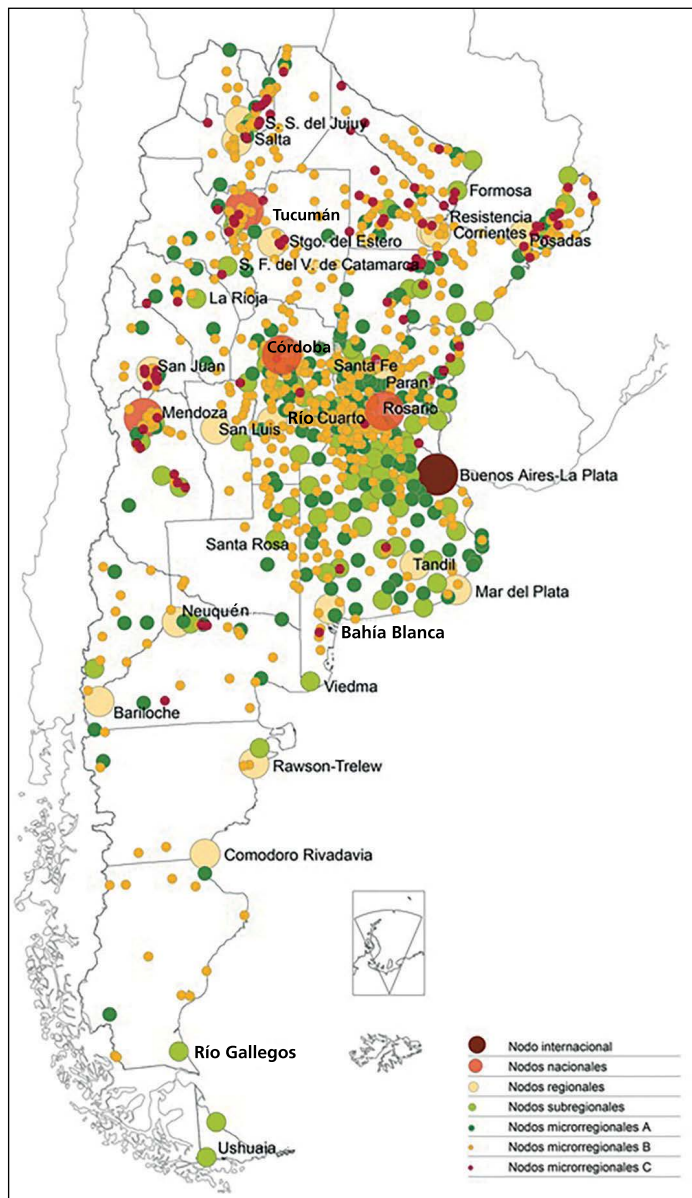 S. S. del Jujuy
Salta
Formosa
Tucumán
Resistencia
Corrientes
Stgo. del Estero
Posadas
S. F. del V. de Catamarca
La Rioja
Córdoba
San Juan
Santa Fe
Paran
Mendoza
Rosario
Río Cuarto
San Luis
Buenos Aires-La Plata
Santa Rosa
Tandil
Mar del Plata
Neuquén
Bahía Blanca
Viedma
Bariloche
Rawson-Trelew
Comodoro Rivadavia
Río Gallegos
Ushuaia
Nodo internacional
Nodos nacionales
Nodos regionales
Nodos subregionales
Nodos microrregionales A
Nodos microrregionales B
Nodos microrregionales C